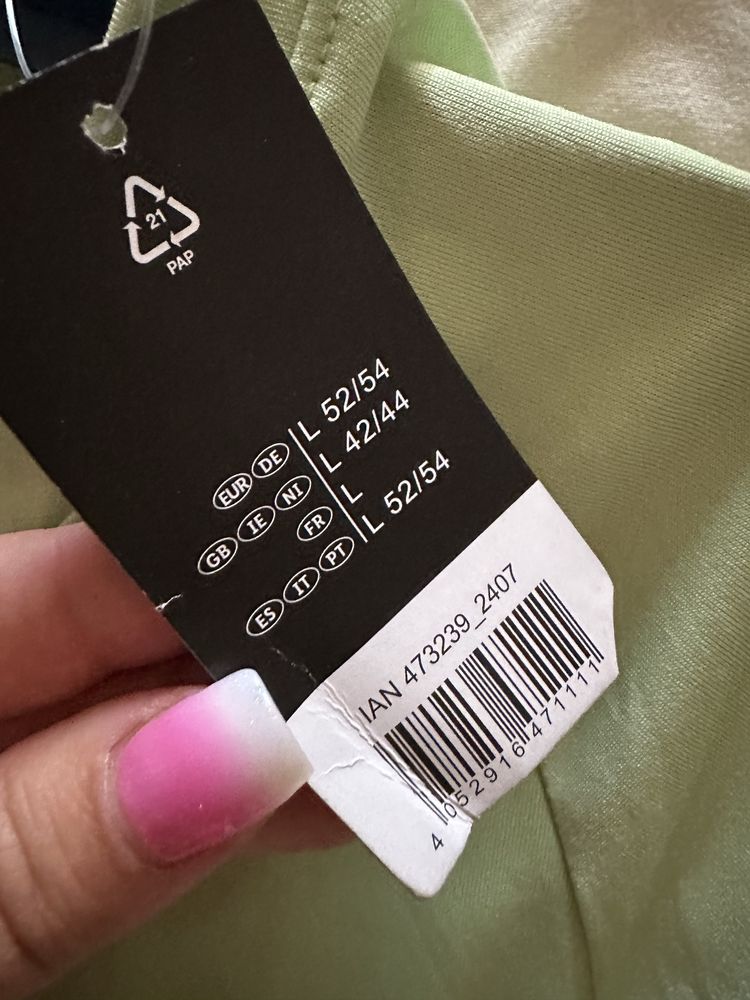 21
PAP
EUR DE L 52/54
GB IE NI L 42/44
FR L
ES IT PT L 52/54
IAN 473239_2407
4 052916 471111